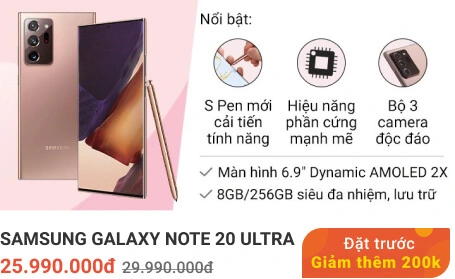 SAMSUNG
Nổi bật:
S Pen mới
cải tiến
tính năng
Hiệu năng
phần cứng
mạnh mẽ
Bộ 3
camera
độc đáo
Màn hình 6.9" Dynamic AMOLED 2X
8GB/256GB siêu đa nhiệm, lưu trữ
SAMSUNG GALAXY NOTE 20 ULTRA
25.990.000đ 29.990.000đ
Đặt trước
Giảm thêm 200k